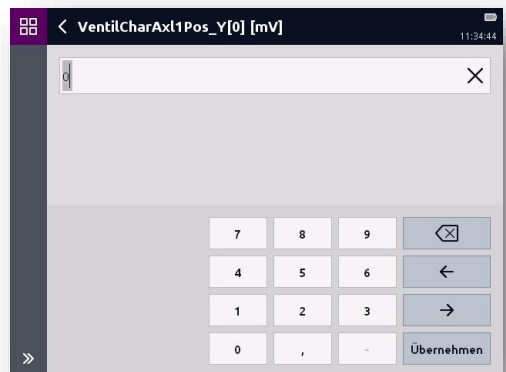 VentilCharAxl1Pos_Y[0] [mV]
11:34:44
0
7 8 9
4 5 6
1 2 3
0 , - Übernehmen